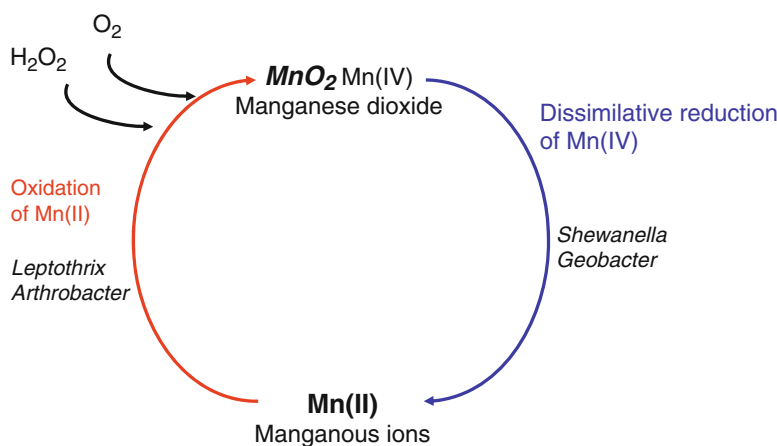 O₂
H₂O₂
MnO₂ Mn(IV)
Manganese dioxide
Dissimilative reduction
of Mn(IV)
Oxidation
of Mn(II)
Leptothrix
Arthrobacter
Shewanella
Geobacter
Mn(II)
Manganous ions